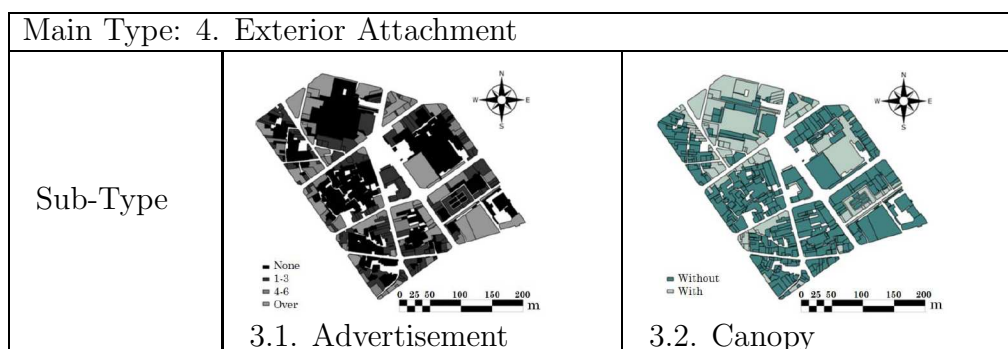 Main Type: 4. Exterior Attachment
Sub-Type
N
W E
S
None
1-3
4-6
Over
0 25 50 100 150 200
m
3.1. Advertisement
N
W E
S
Without
With
0 25 50 100 150 200
m
3.2. Canopy